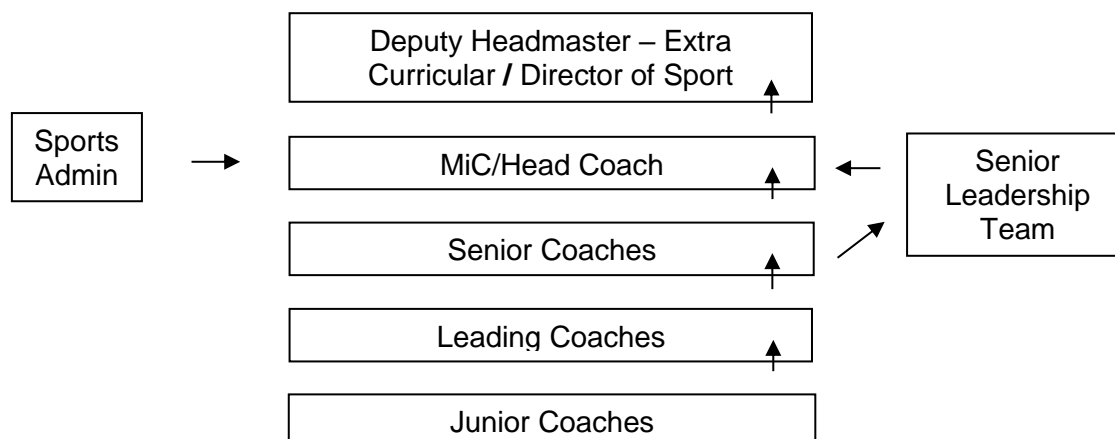 Deputy Headmaster – Extra
Curricular / Director of Sport
Sports
Admin
MiC/Head Coach
Senior
Leadership
Team
Senior Coaches
Leading Coaches
Junior Coaches